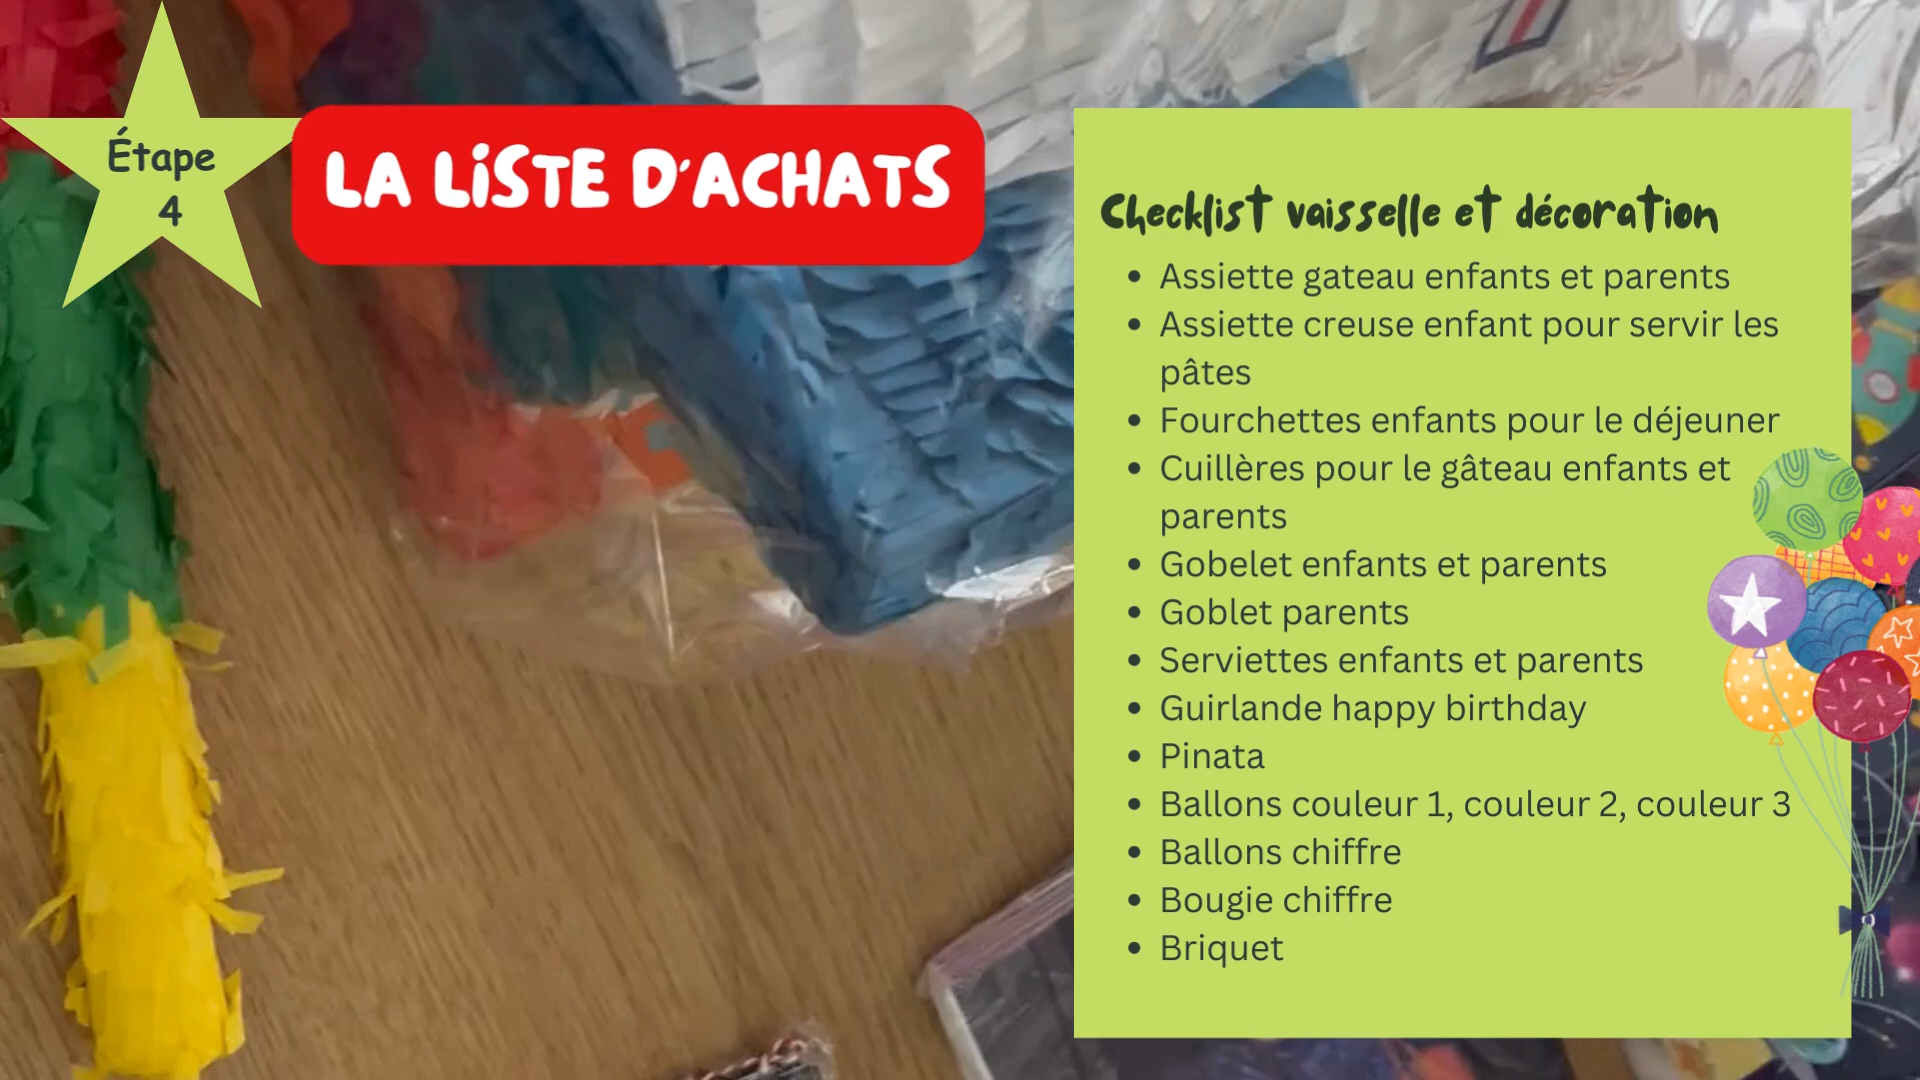 Étape
4
LA LISTE D'ACHATS
Checklist vaisselle et décoration
• Assiette gateau enfants et parents
• Assiette creuse enfant pour servir les
pâtes
• Fourchettes enfants pour le déjeuner
• Cuillères pour le gâteau enfants et
parents
• Gobelet enfants et parents
• Goblet parents
• Serviettes enfants et parents
• Guirlande happy birthday
• Pinata
• Ballons couleur 1, couleur 2, couleur 3
• Ballons chiffre
• Bougie chiffre
• Briquet